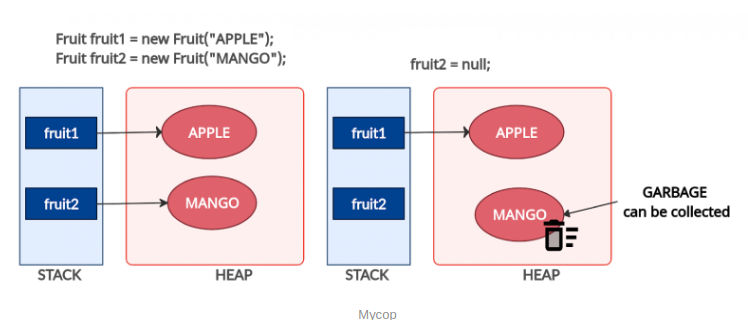 Fruit fruit1 = new Fruit("APPLE");
Fruit fruit2 = new Fruit("MANGO");
fruit1
APPLE
fruit2
MANGO
STACK
HEAP
fruit2 = null;
fruit1
APPLE
fruit2
MANGO
GARBAGE
can be collected
STACK
HEAP
Mycop